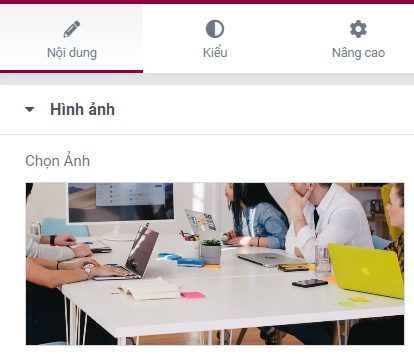 Nội dung
Kiểu
Nâng cao
Hình ảnh
Chọn Ảnh